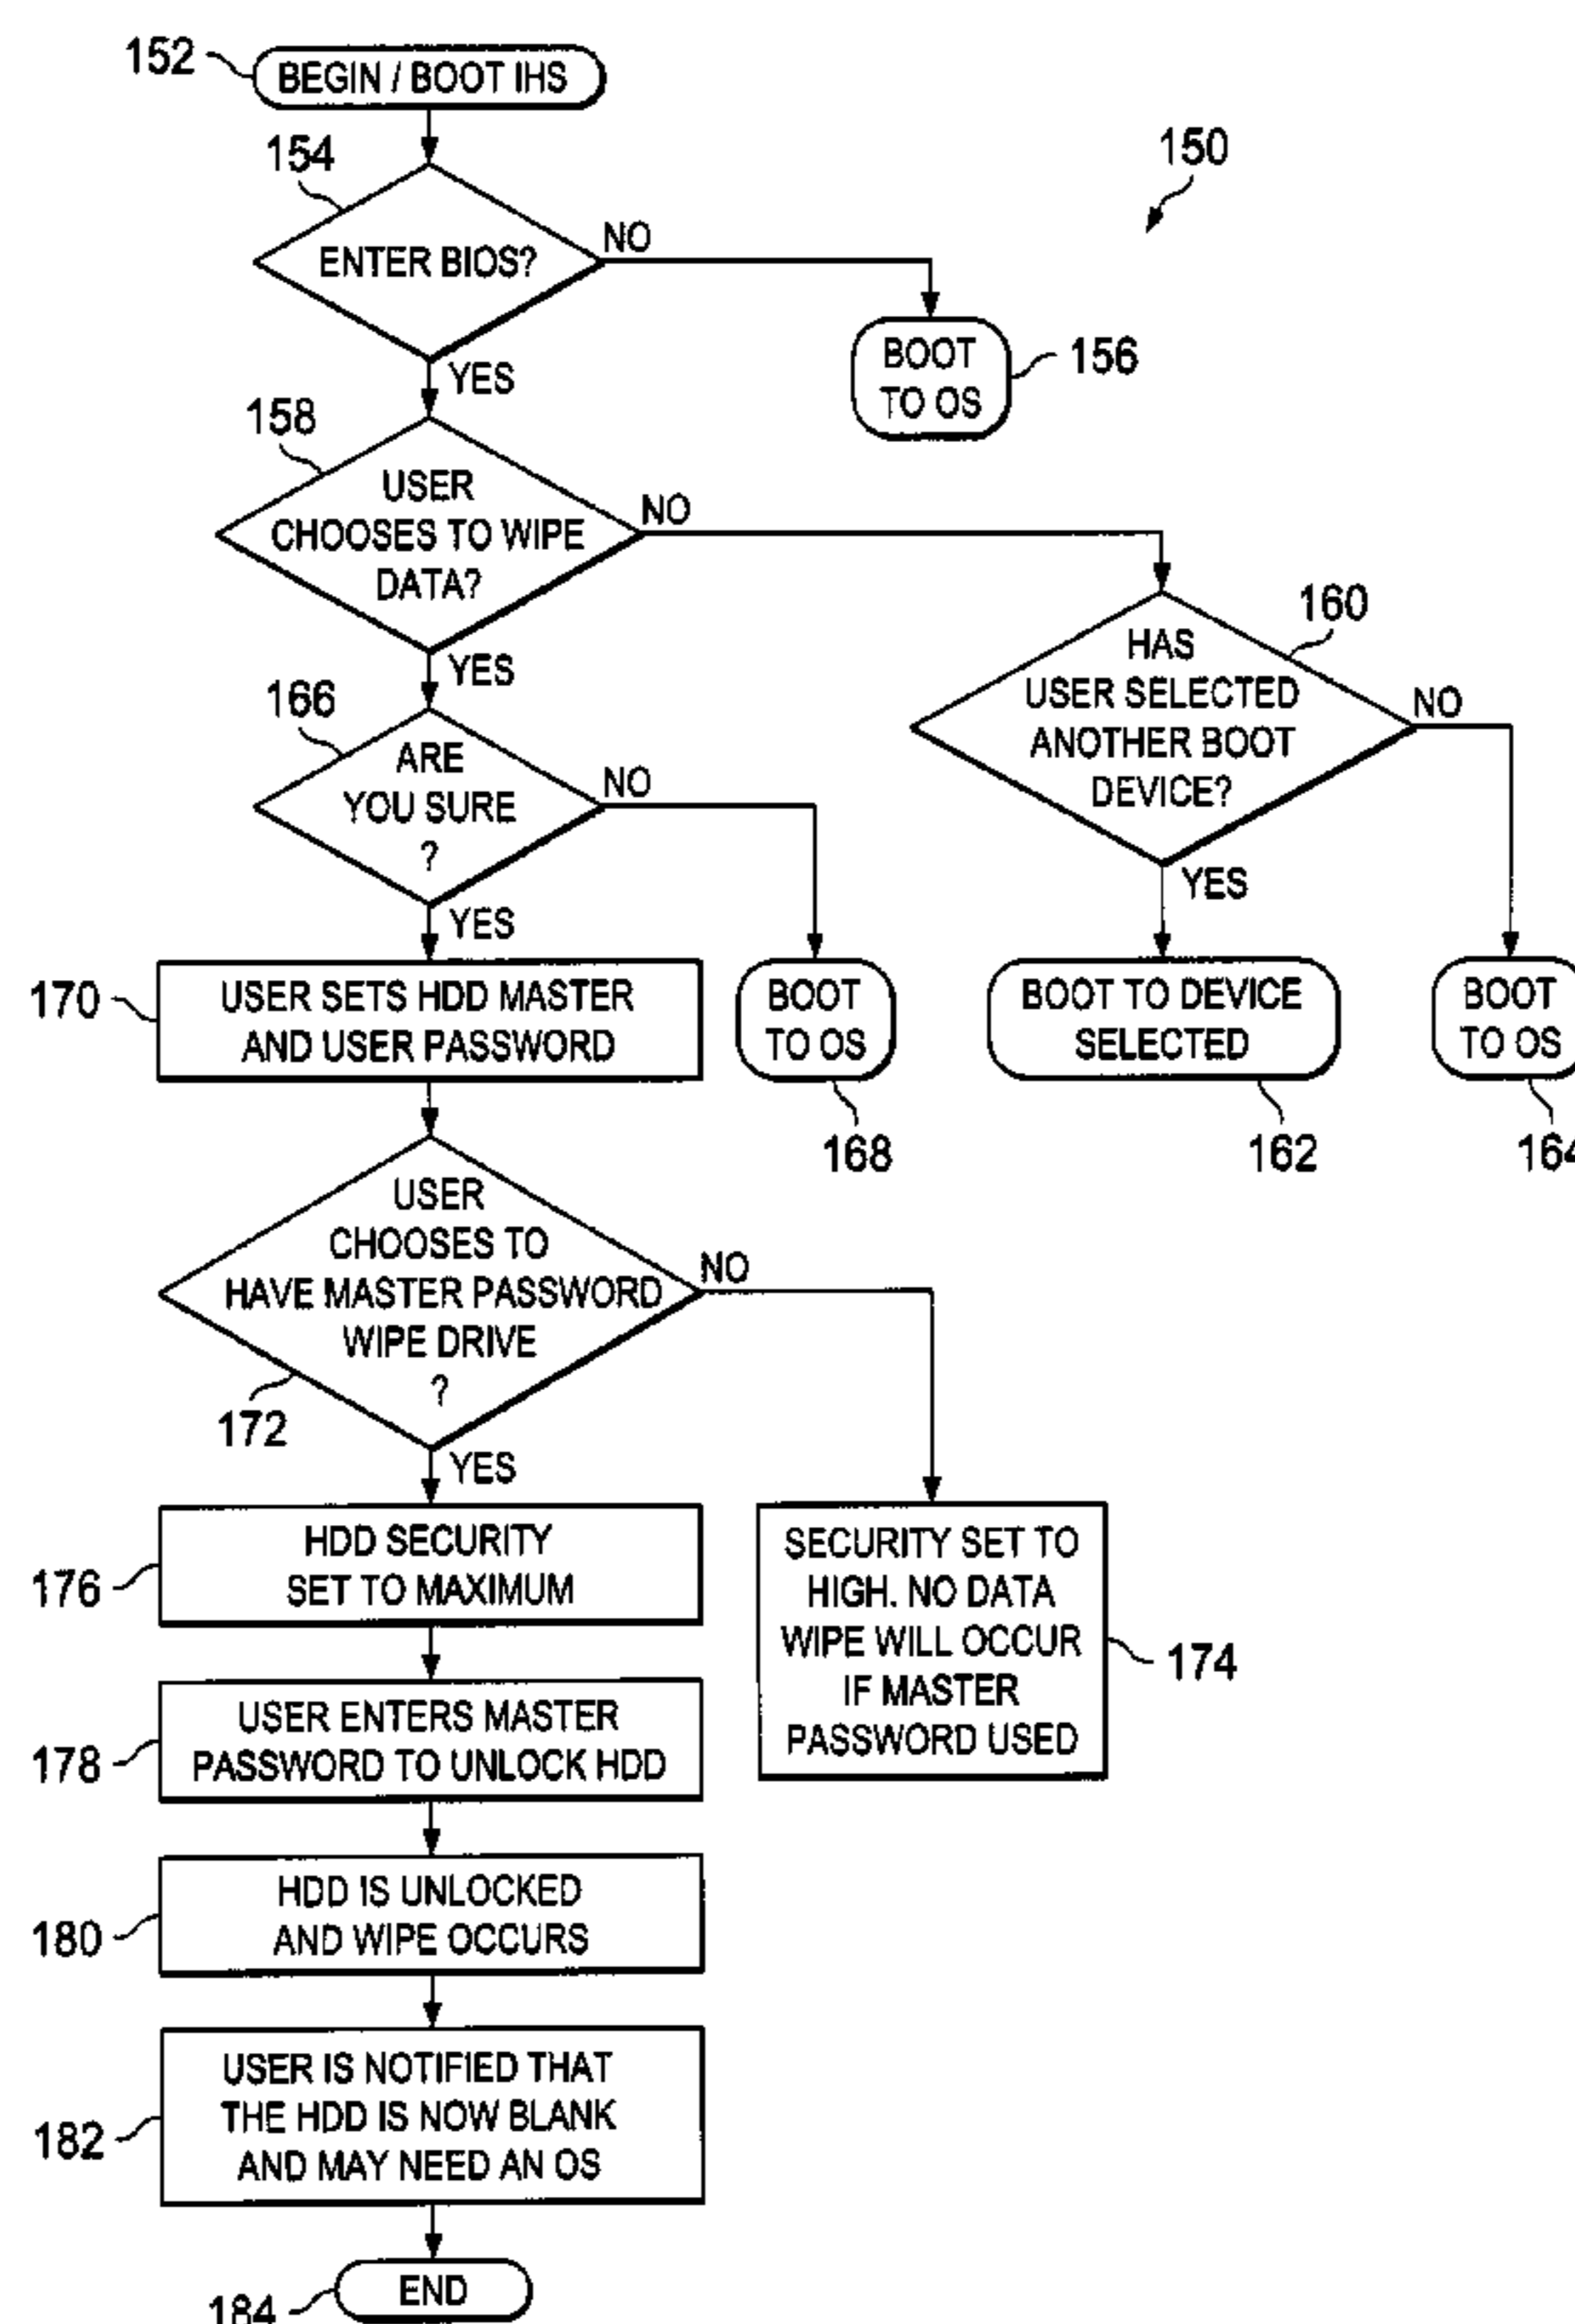 152
BEGIN / BOOT IHS
154
150
ENTER BIOS?
NO
BOOT
TO OS
156
YES
158
USER
CHOOSES TO WIPE
DATA?
NO
160
HAS
USER SELECTED
ANOTHER BOOT
DEVICE?
NO
YES
166
ARE
YOU SURE
?
NO
YES
YES
170
USER SETS HDD MASTER
AND USER PASSWORD
BOOT
TO OS
168
BOOT TO DEVICE
SELECTED
162
BOOT
TO OS
164
USER
CHOOSES TO
HAVE MASTER PASSWORD
WIPE DRIVE
?
NO
172
YES
176
HDD SECURITY
SET TO MAXIMUM
SECURITY SET TO
HIGH. NO DATA
WIPE WILL OCCUR
IF MASTER
PASSWORD USED
174
178
USER ENTERS MASTER
PASSWORD TO UNLOCK HDD
180
HDD IS UNLOCKED
AND WIPE OCCURS
182
USER IS NOTIFIED THAT
THE HDD IS NOW BLANK
AND MAY NEED AN OS
184
END